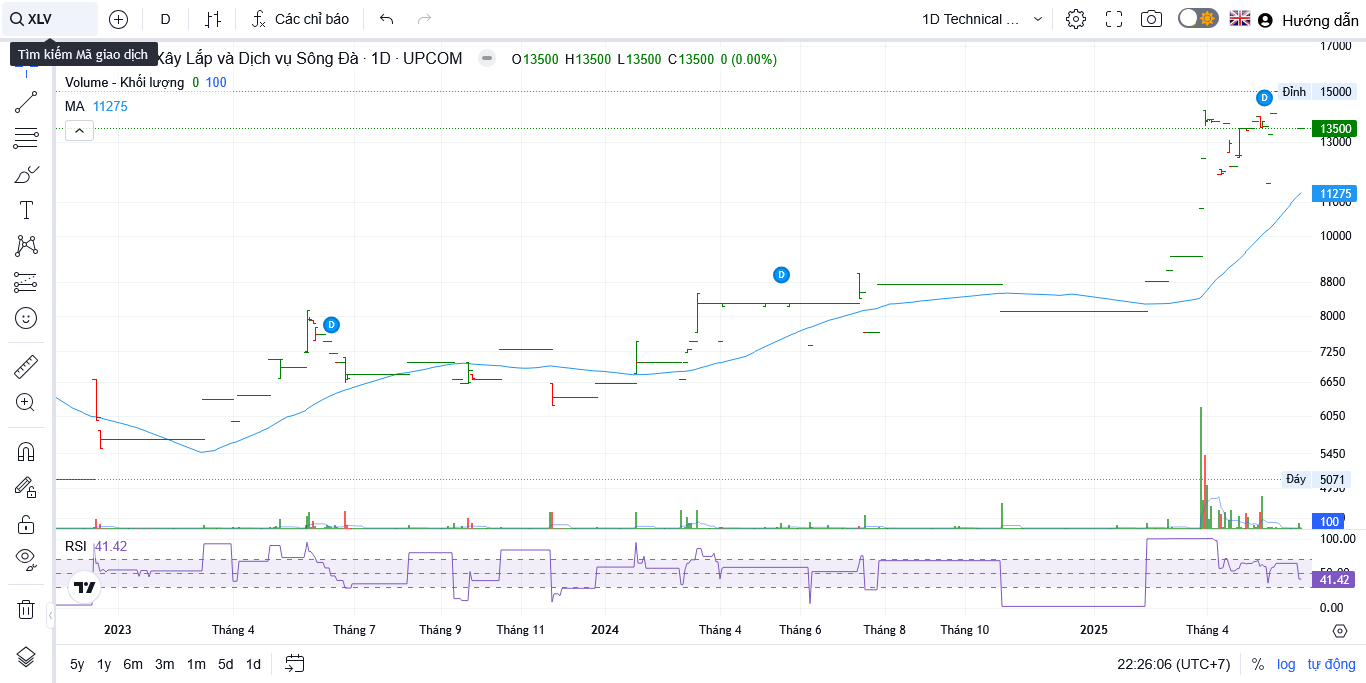 XLV
D
Các chỉ báo
1D Technical ...
Hướng dẫn
Tìm kiếm Mã giao dịch
Xây Lắp và Dịch vụ Sông Đà · 1D · UPCOM
O13500 H13500 L13500 C13500 0 (0.00%)
Volume - Khối lượng 0 100
MA 11275
17000
Đỉnh 15000
D
13500
13000
11275
11000
10000
D
8800
8000
D
7250
6650
6050
5450
Đáy 5071
4950
100
RSI 41.42
100.00
50.00
41.42
0.00
2023
Tháng 4
Tháng 7
Tháng 9
Tháng 11
2024
Tháng 4
Tháng 6
Tháng 8
Tháng 10
2025
Tháng 4
5y 1y 6m 3m 1m 5d 1d
22:26:06 (UTC+7)
% log tự động